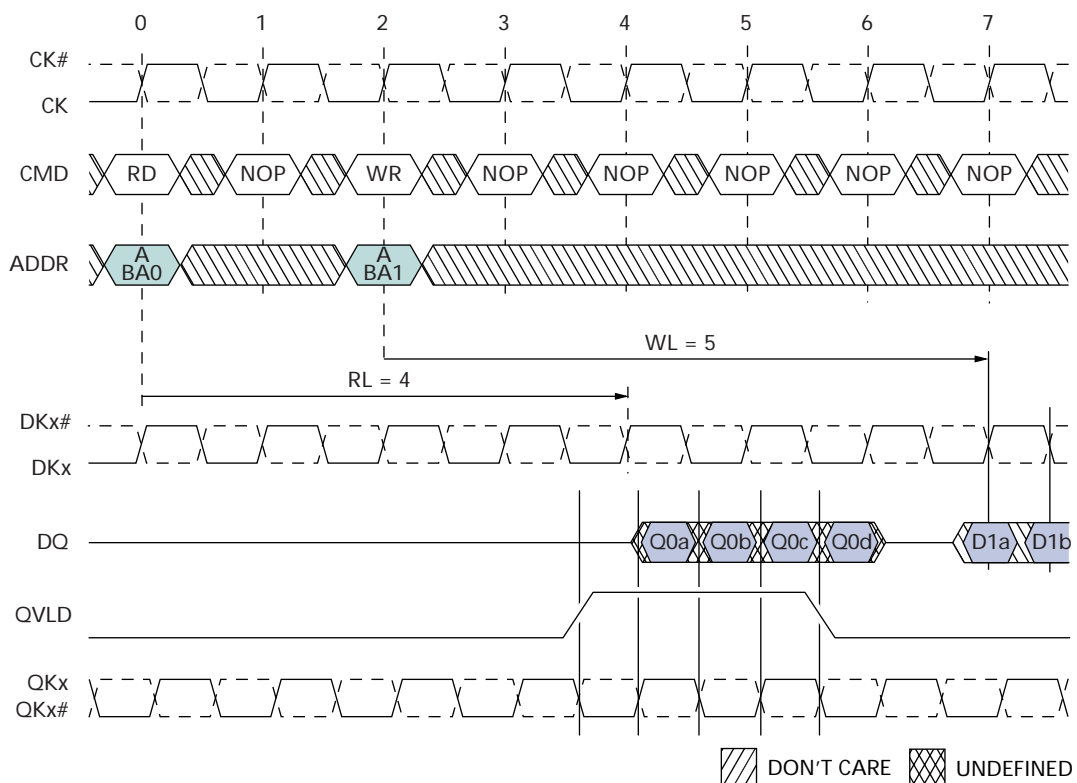 0 1 2 3 4 5 6 7
CK#
CK
CMD RD NOP WR NOP NOP NOP NOP NOP
ADDR A BA0 A BA1
WL = 5
RL = 4
DKx#
DKx
DQ Q0a Q0b Q0c Q0d D1a D1b
QVLD
QKx
QKx#
DON'T CARE UNDEFINED